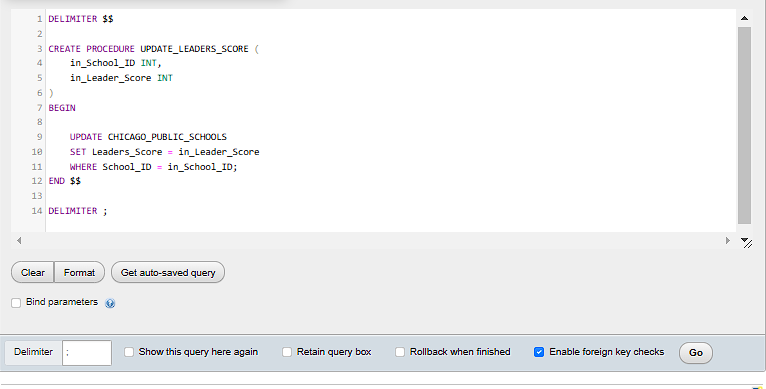 1 DELIMITER $$
2
3 CREATE PROCEDURE UPDATE_LEADERS_SCORE (
4 in_School_ID INT,
5 in_Leader_Score INT
6 )
7 BEGIN
8
9 UPDATE CHICAGO_PUBLIC_SCHOOLS
10 SET Leaders_Score = in_Leader_Score
11 WHERE School_ID = in_School_ID;
12 END $$
13
14 DELIMITER ;
Clear Format Get auto-saved query
Bind parameters
Delimiter ; Show this query here again Retain query box Rollback when finished Enable foreign key checks Go